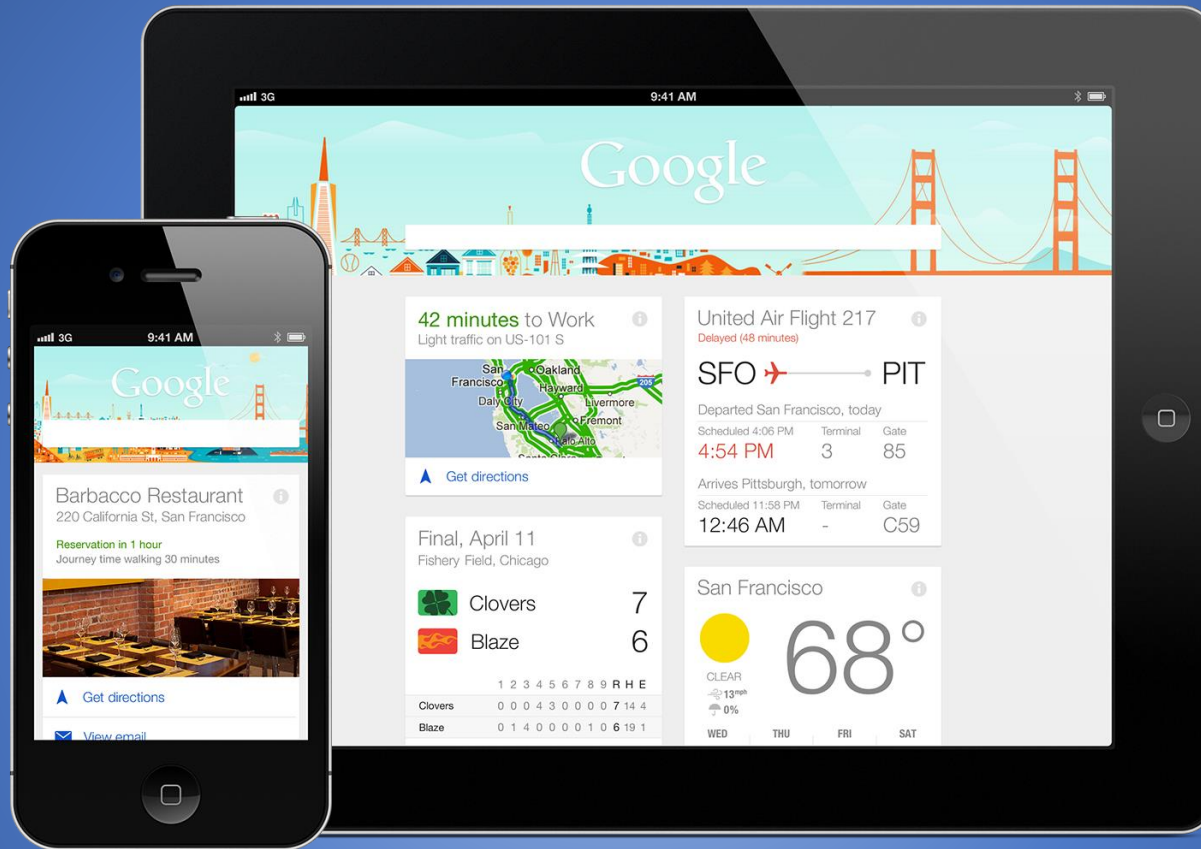 3G 9:41 AM
Google
Barbacco Restaurant
220 California St, San Francisco
Reservation in 1 hour
Journey time walking 30 minutes
Get directions
View email
3G 9:41 AM
Google
42 minutes to Work
Light traffic on US-101 S
San Francisco
Oakland
Hayward
Daly City
Livermore
San Mateo
Fremont
Palo Alto
Santa Clara
205
Get directions
Final, April 11
Fishery Field, Chicago
Clovers 7
Blaze 6
1 2 3 4 5 6 7 8 9 R H E
Clovers 0 0 0 4 3 0 0 0 0 7 14 4
Blaze 0 1 4 0 0 0 0 1 0 6 19 1
United Air Flight 217
Delayed (48 minutes)
SFO PIT
Departed San Francisco, today
Scheduled 4:06 PM Terminal Gate
4:54 PM 3 85
Arrives Pittsburgh, tomorrow
Scheduled 11:58 PM Terminal Gate
12:46 AM - C59
San Francisco
68°
CLEAR
13mph
0%
WED THU FRI SAT